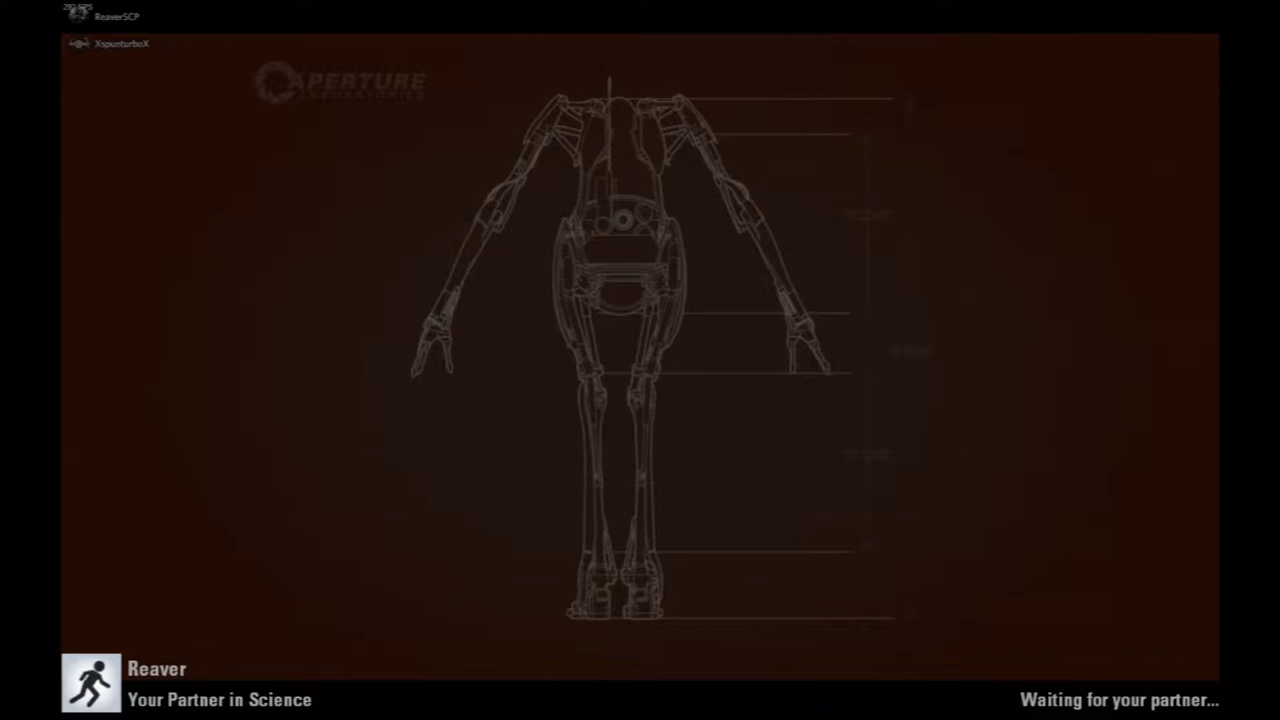 ReaverSCP
XspunturboX
APERTURE
Reaver
Your Partner in Science
Waiting for your partner...